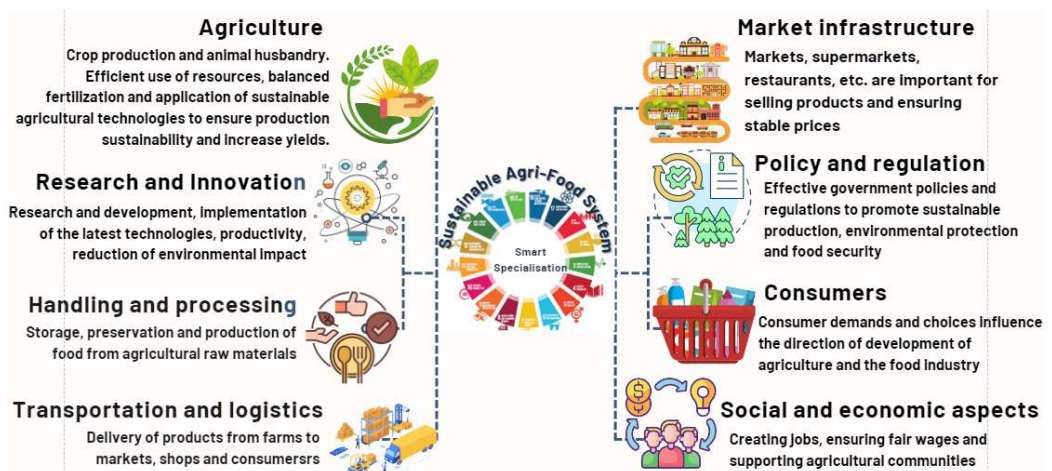 Agriculture
Crop production and animal husbandry.
Efficient use of resources, balanced
fertilization and application of sustainable
agricultural technologies to ensure production
sustainability and increase yields.
Research and Innovation
Research and development, implementation
of the latest technologies, productivity,
reduction of environmental impact
Handling and processing
Storage, preservation and production of
food from agricultural raw materials
Transportation and logistics
Delivery of products from farms to
markets, shops and consumersrs
Sustainable Agri-Food System
Smart
Specialisation
Market infrastructure
Markets, supermarkets,
restaurants, etc. are important for
selling products and ensuring
stable prices
Policy and regulation
Effective government policies and
regulations to promote sustainable
production, environmental protection
and food security
Consumers
Consumer demands and choices influence
the direction of development of
agriculture and the food industry
Social and economic aspects
Creating jobs, ensuring fair wages and
supporting agricultural communities